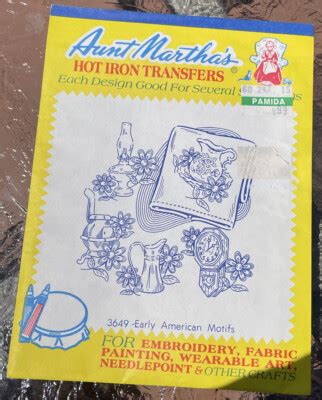 Aunt Martha's®
HOT IRON TRANSFERS
Each Design Good For Several
PAMIDA
.99
3649-Early American Motifs
FOR EMBROIDERY, FABRIC
PAINTING, WEARABLE ART,
NEEDLEPOINT & OTHER CRAFTS